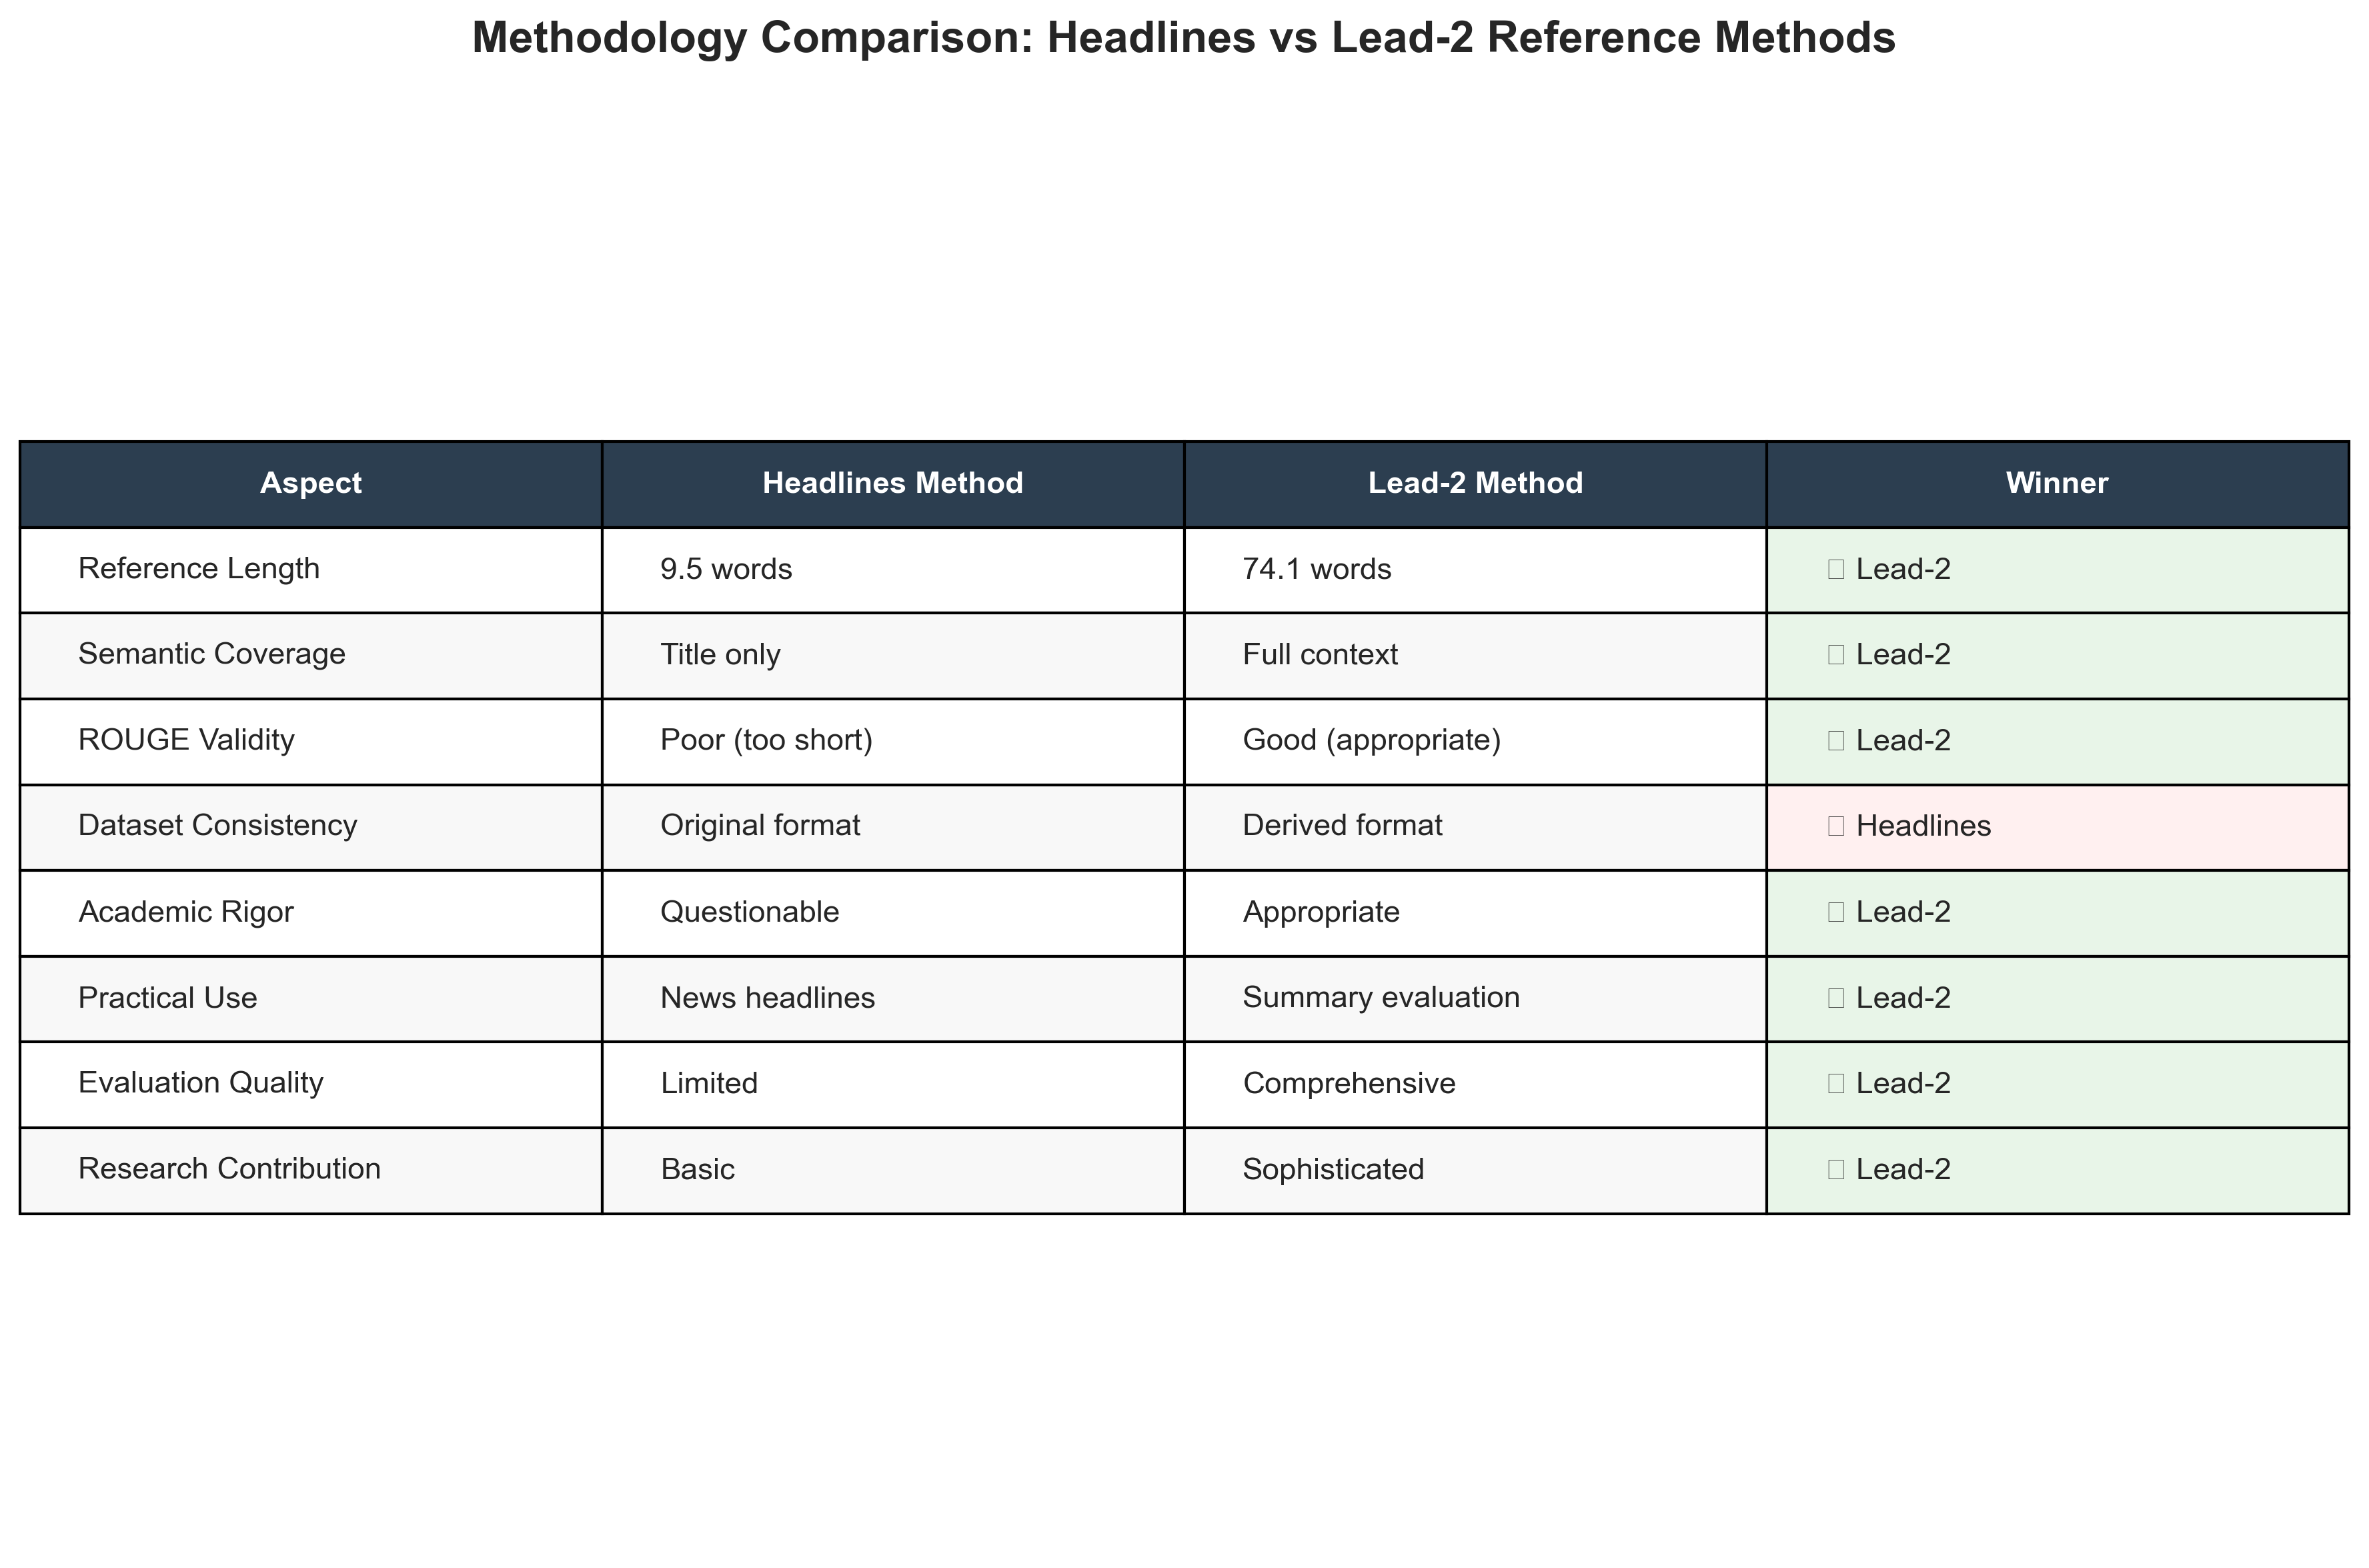 Methodology Comparison: Headlines vs Lead-2 Reference Methods
Aspect Headlines Method Lead-2 Method Winner
Reference Length 9.5 words 74.1 words Lead-2
Semantic Coverage Title only Full context Lead-2
ROUGE Validity Poor (too short) Good (appropriate) Lead-2
Dataset Consistency Original format Derived format Headlines
Academic Rigor Questionable Appropriate Lead-2
Practical Use News headlines Summary evaluation Lead-2
Evaluation Quality Limited Comprehensive Lead-2
Research Contribution Basic Sophisticated Lead-2